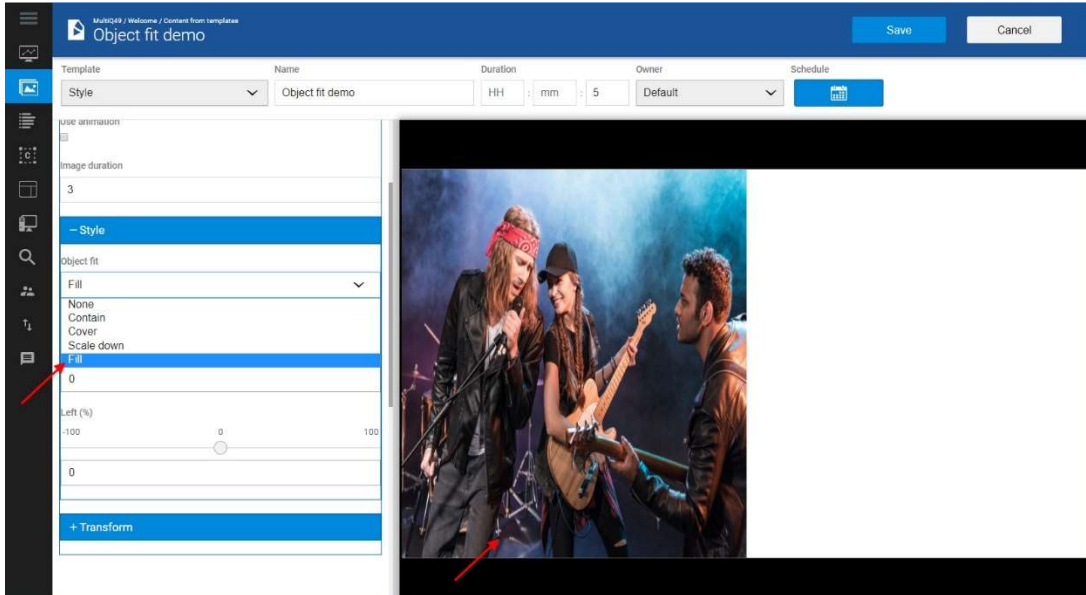 MultiQ49 / Welcome / Content from templates
Object fit demo
Save
Cancel
Template
Name
Duration
Owner
Schedule
Style
Object fit demo
HH : mm : 5
Default
Use animation
Image duration
3
– Style
Object fit
Fill
None
Contain
Cover
Scale down
Fill
0
Left (%)
-100 0 100
0
+ Transform
C